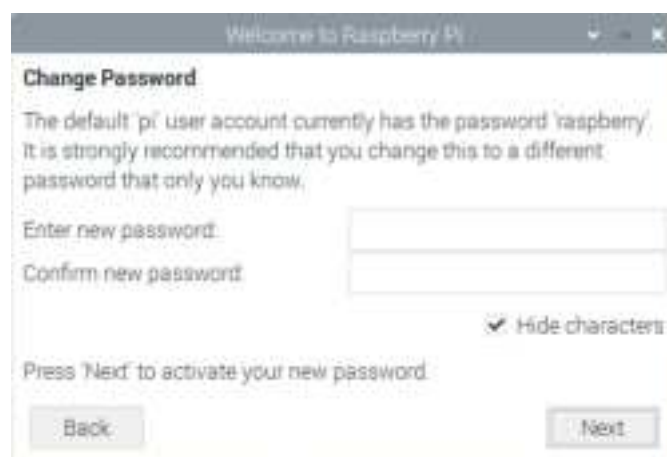 Welcome to Raspberry Pi
Change Password
The default 'pi' user account currently has the password 'raspberry'.
It is strongly recommended that you change this to a different
password that only you know.
Enter new password:
Confirm new password:
Hide characters
Press 'Next' to activate your new password.
Back
Next